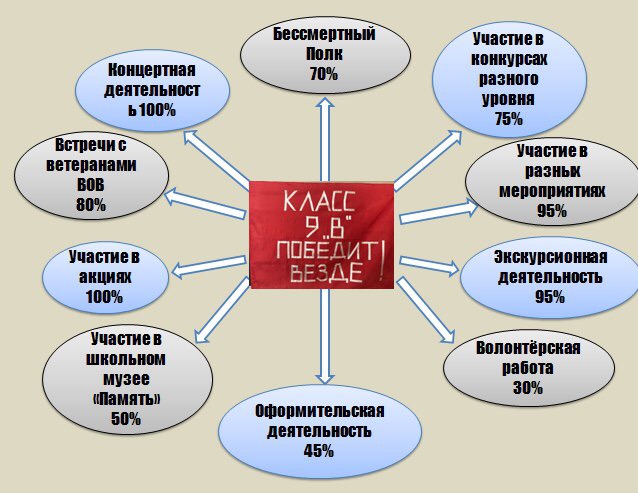 Бессмертный
Полк
70%
Участие в
конкурсах
разного
уровня
75%
Концертная
деятельност
ь 100%
Встречи с
ветеранами
ВОВ
80%
Участие в
разных
мероприятиях
95%
КЛАСС
9„В"
ПОБЕДИТ
ВЕЗДЕ!
Участие в
акциях
100%
Экскурсионная
деятельность
95%
Участие в
школьном
музее
«Память»
50%
Волонтёрская
работа
30%
Оформительская
деятельность
45%